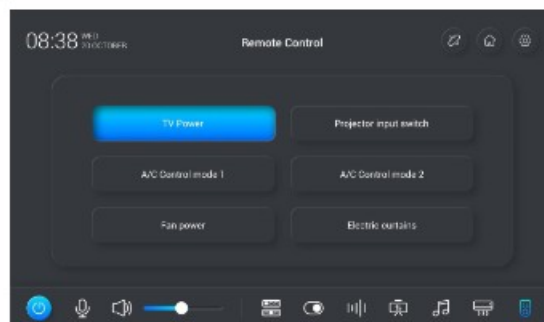 08:38 WED
20 OCTOBER
Remote Control
TV Power
Projector input switch
A/C Control mode 1
A/C Control mode 2
Fan power
Electric curtains